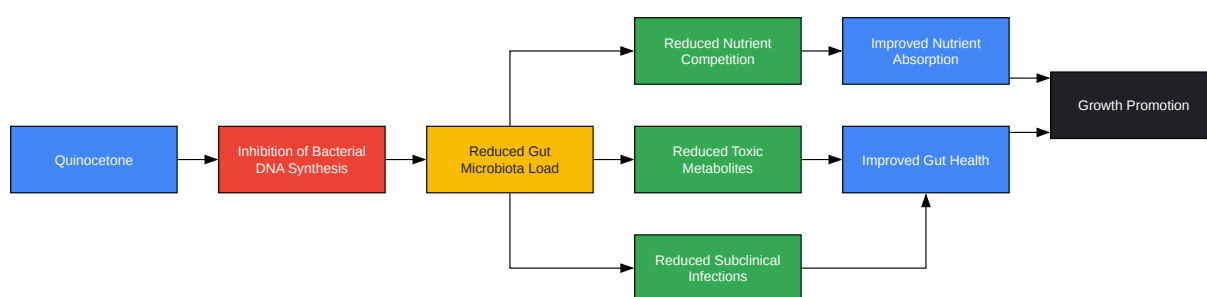 Quinocetone
Inhibition of Bacterial
DNA Synthesis
Reduced Gut
Microbiota Load
Reduced Nutrient
Competition
Improved Nutrient
Absorption
Reduced Toxic
Metabolites
Improved Gut Health
Reduced Subclinical
Infections
Growth Promotion